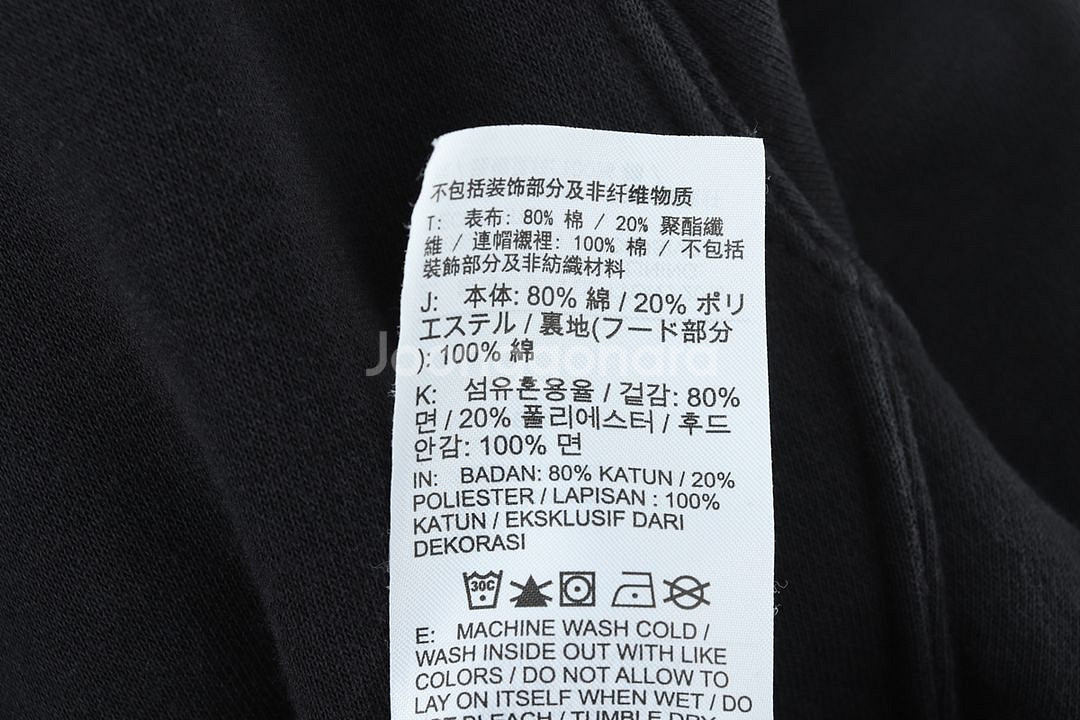 不包括装饰部分及非纤维物质
T: 表布: 80% 棉 / 20% 聚酯纖
維 / 連帽襯裡: 100% 棉 / 不包括
裝飾部分及非紡織材料
J: 本体: 80% 綿 / 20% ポリ
エステル / 裏地(フード部分
): 100% 綿
K: 섬유혼용율 / 겉감: 80%
면 / 20% 폴리에스터 / 후드
안감: 100% 면
IN: BADAN: 80% KATUN / 20%
POLIESTER / LAPISAN : 100%
KATUN / EKSKLUSIF DARI
DEKORASI
30C
E: MACHINE WASH COLD /
WASH INSIDE OUT WITH LIKE
COLORS / DO NOT ALLOW TO
LAY ON ITSELF WHEN WET / DO
BLEACH / TUMBLE DRY